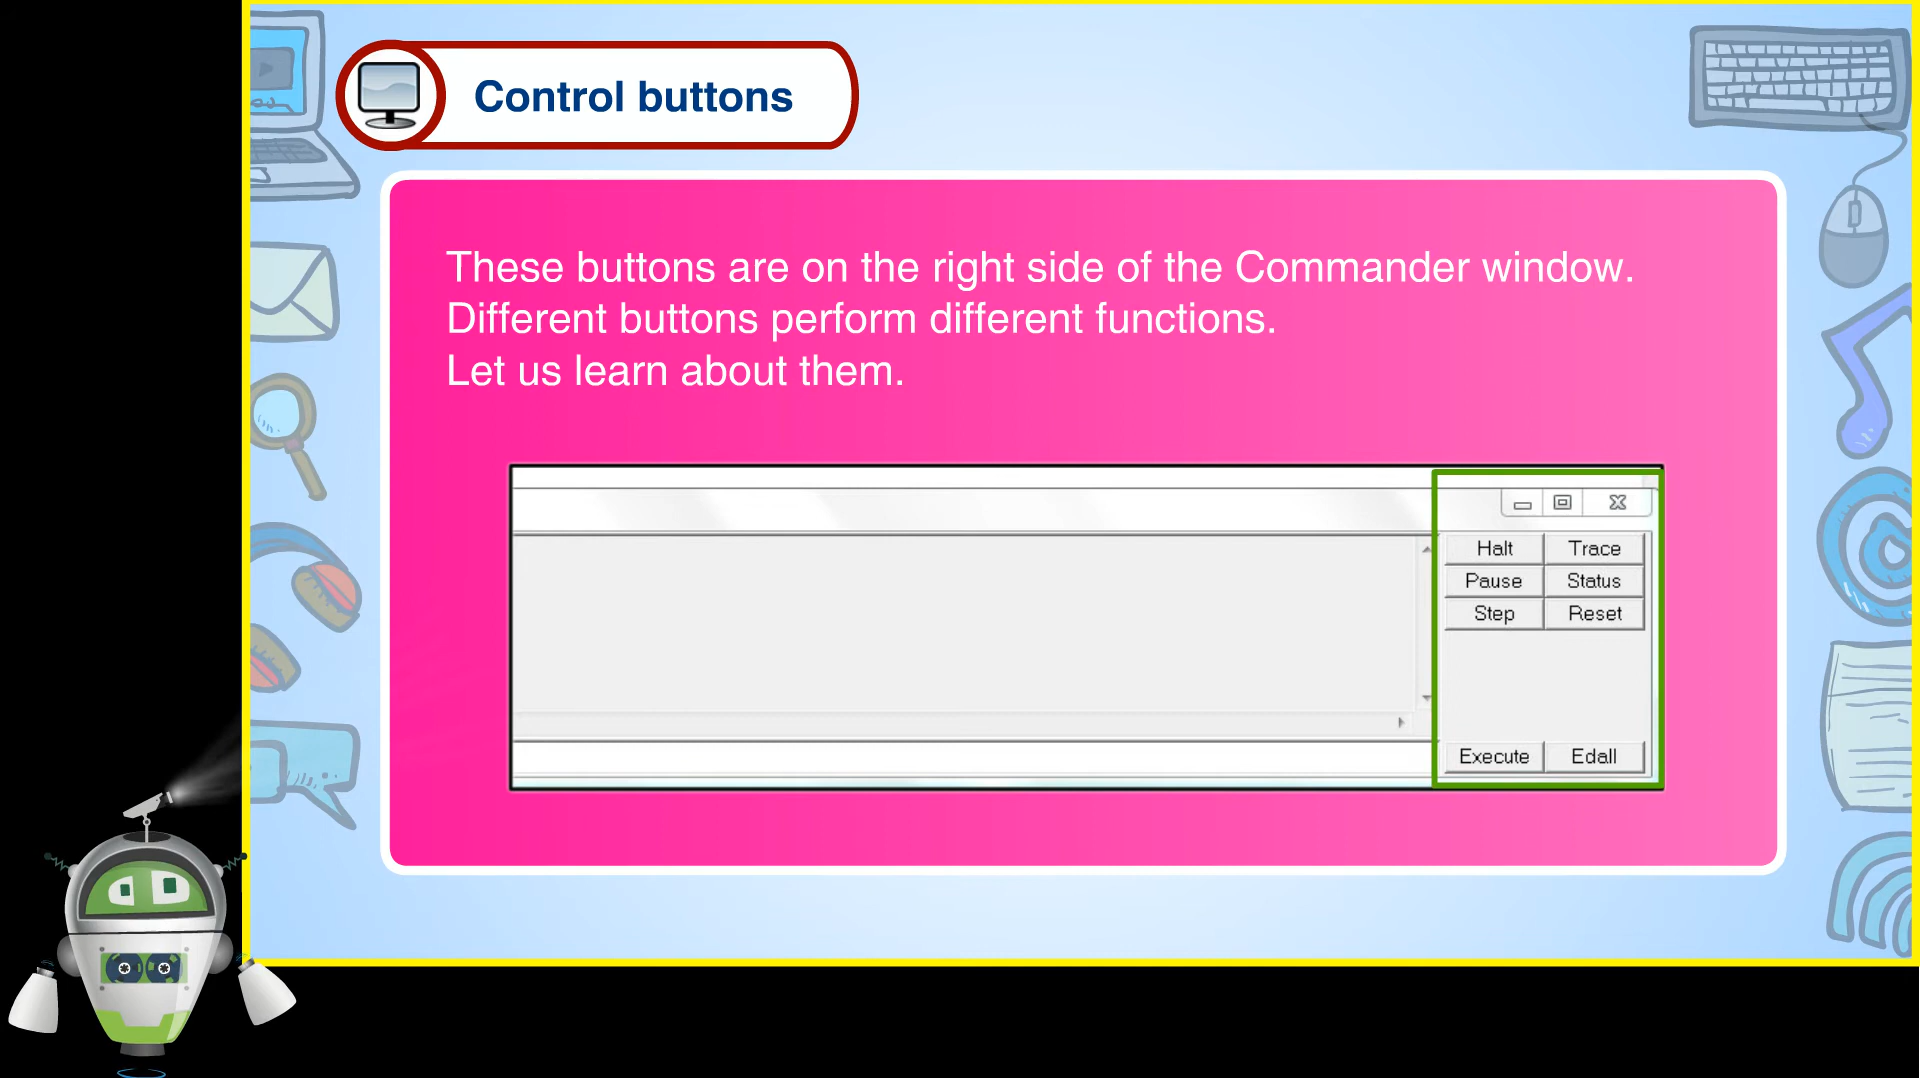 Control buttons
These buttons are on the right side of the Commander window.
Different buttons perform different functions.
Let us learn about them.
Halt Trace
Pause Status
Step Reset
Execute Edall